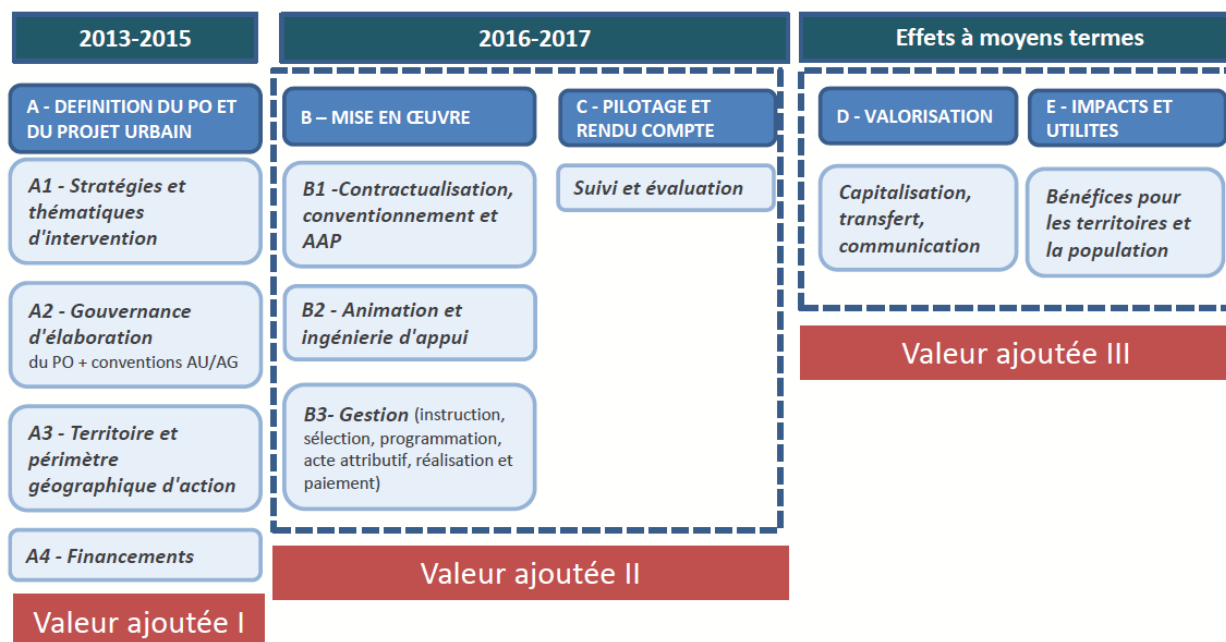 2013-2015
A - DEFINITION DU PO ET
DU PROJET URBAIN
A1 - Stratégies et
thématiques
d'intervention
A2 - Gouvernance
d'élaboration
du PO + conventions AU/AG
A3 - Territoire et
périmètre
géographique d'action
A4 - Financements
Valeur ajoutée I
2016-2017
B – MISE EN ŒUVRE
B1 -Contractualisation,
conventionnement et
AAP
B2 - Animation et
ingénierie d'appui
B3- Gestion (instruction,
sélection, programmation,
acte attributif, réalisation et
paiement)
C - PILOTAGE ET
RENDU COMPTE
Suivi et évaluation
Valeur ajoutée II
Effets à moyens termes
D - VALORISATION
Capitalisation,
transfert,
communication
E - IMPACTS ET
UTILITES
Bénéfices pour
les territoires et
la population
Valeur ajoutée III